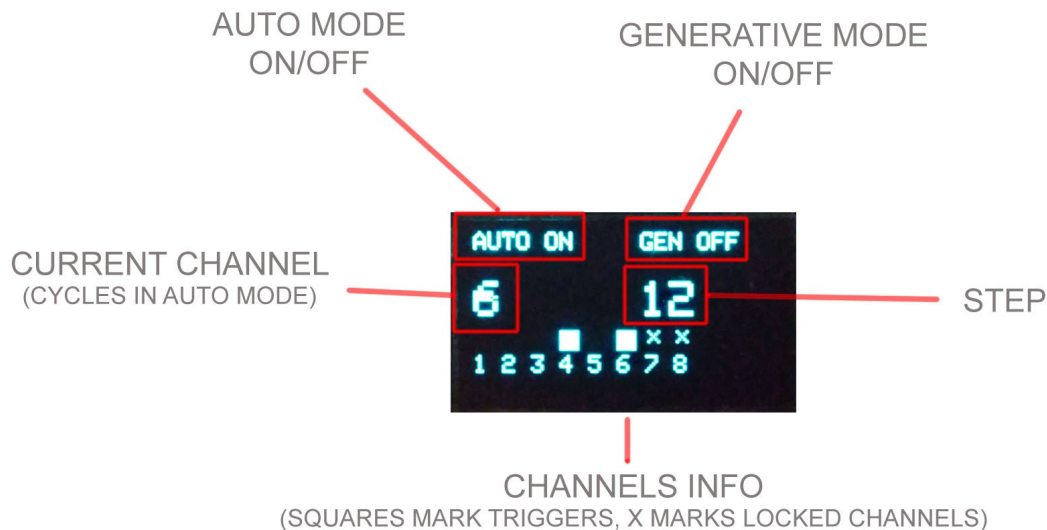 AUTO MODE
ON/OFF
GENERATIVE MODE
ON/OFF
AUTO ON GEN OFF
CURRENT CHANNEL
(CYCLES IN AUTO MODE)
6 12
STEP
x x
1 2 3 4 5 6 7 8
CHANNELS INFO
(SQUARES MARK TRIGGERS, X MARKS LOCKED CHANNELS)